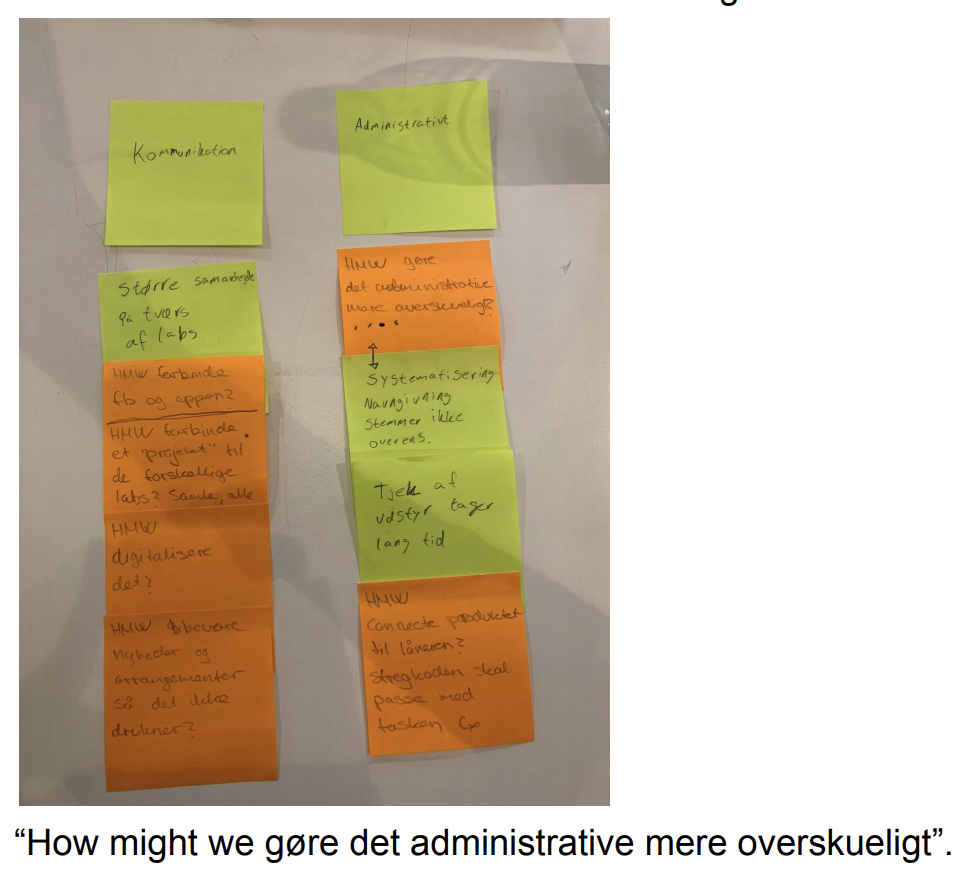 Kommunikation
Større samarbejde
på tværs
af labs
HMW forbinde
fb og appen?
HMW forbinde
et "projekt" til
de forskellige
labs? Samle alle
HMW
digitalisere
det?
HMW bevare
nyheder og
arrangementer
så det ikke
drukner?
Administrativt
HMW gøre
det administrative
mere overskueligt?
Systematisering
Navngivning
stemmer ikke
overens.
Tjek af
udstyr tager
lang tid
HMW
connecte produktet
til låneren?
stregkoden skal
passe med
tasken
“How might we gøre det administrative mere overskueligt”.